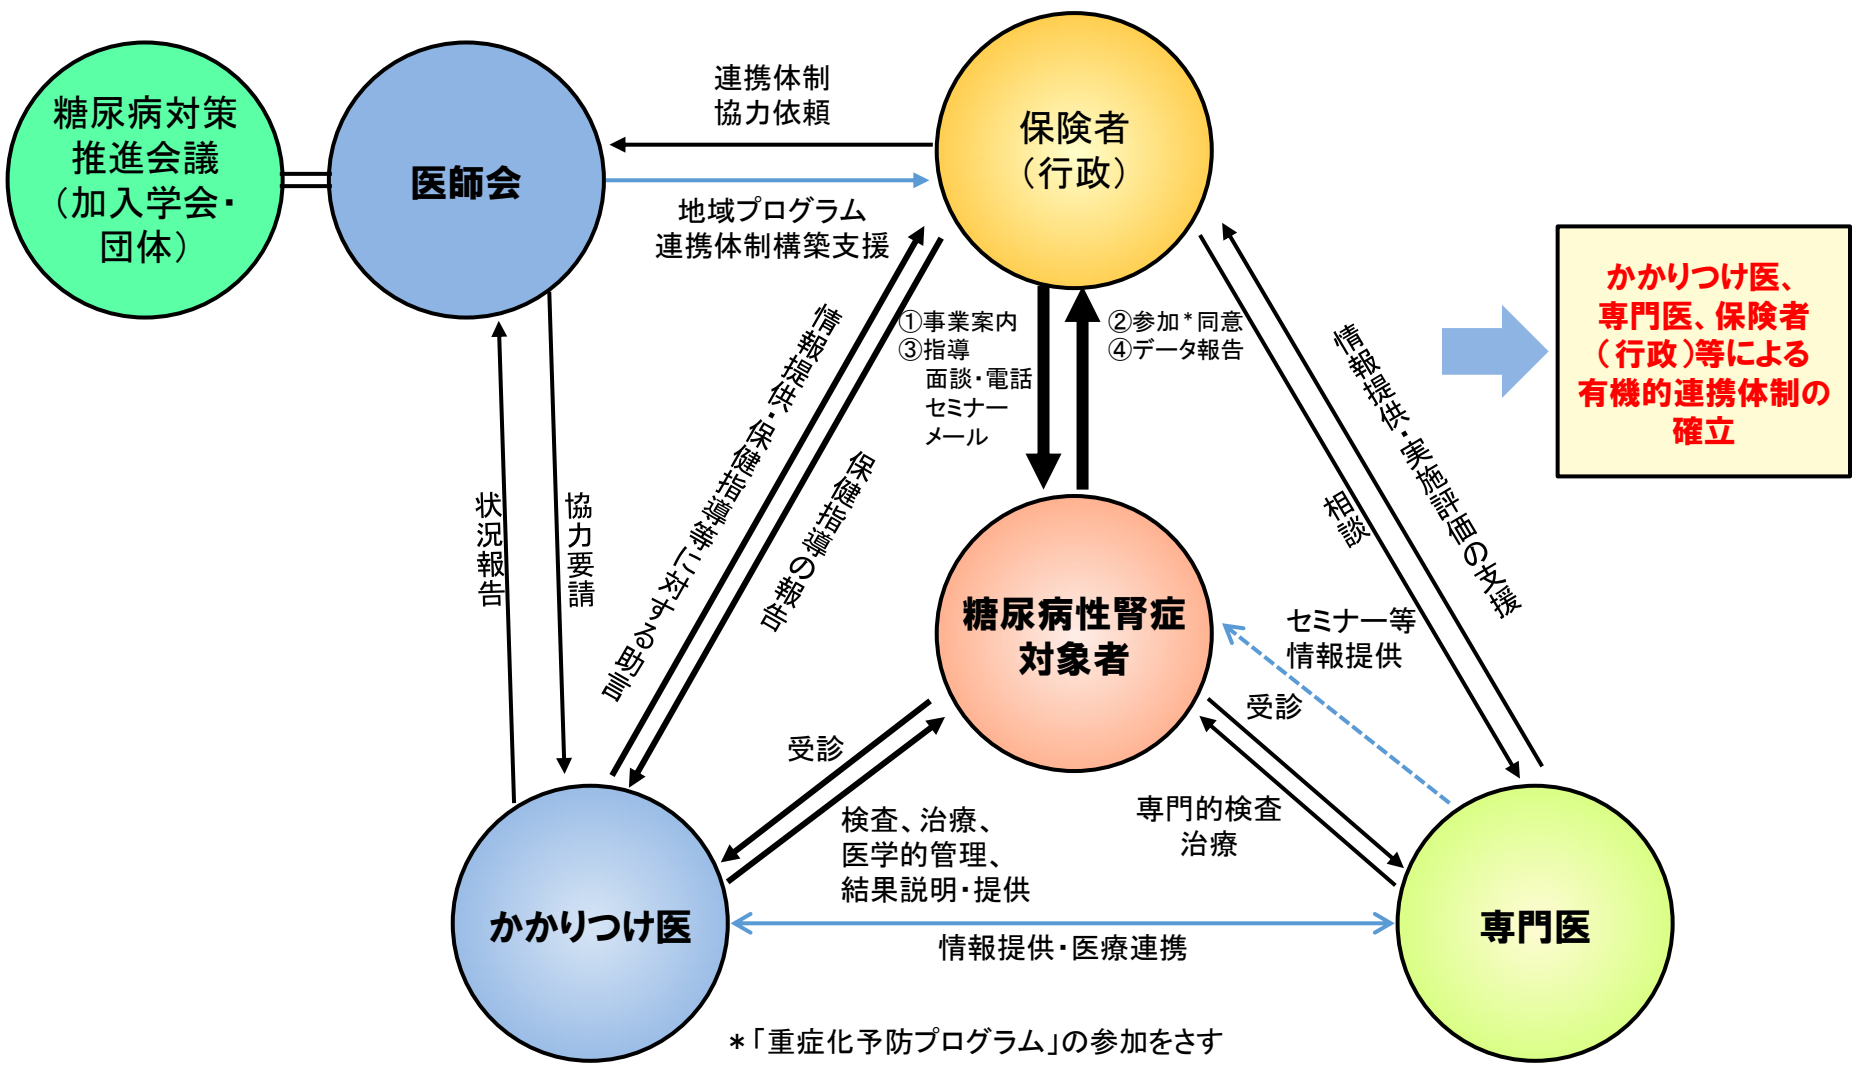 糖尿病対策
推進会議
（加入学会・
団体）
医師会
連携体制
協力依頼
地域プログラム
連携体制構築支援
保険者
（行政）
かかりつけ医、
専門医、保険者
（行政）等による
有機的連携体制の
確立
①事業案内
③指導
面談・電話
セミナー
メール
②参加*同意
④データ報告
情報提供・保健指導等に対する助言
保健指導の報告
情報提供・実施評価の支援
相談
状況報告
協力要請
糖尿病性腎症
対象者
セミナー等
情報提供
受診
受診
検査、治療、
医学的管理、
結果説明・提供
専門的検査
治療
かかりつけ医
専門医
情報提供・医療連携
*「重症化予防プログラム」の参加をさす